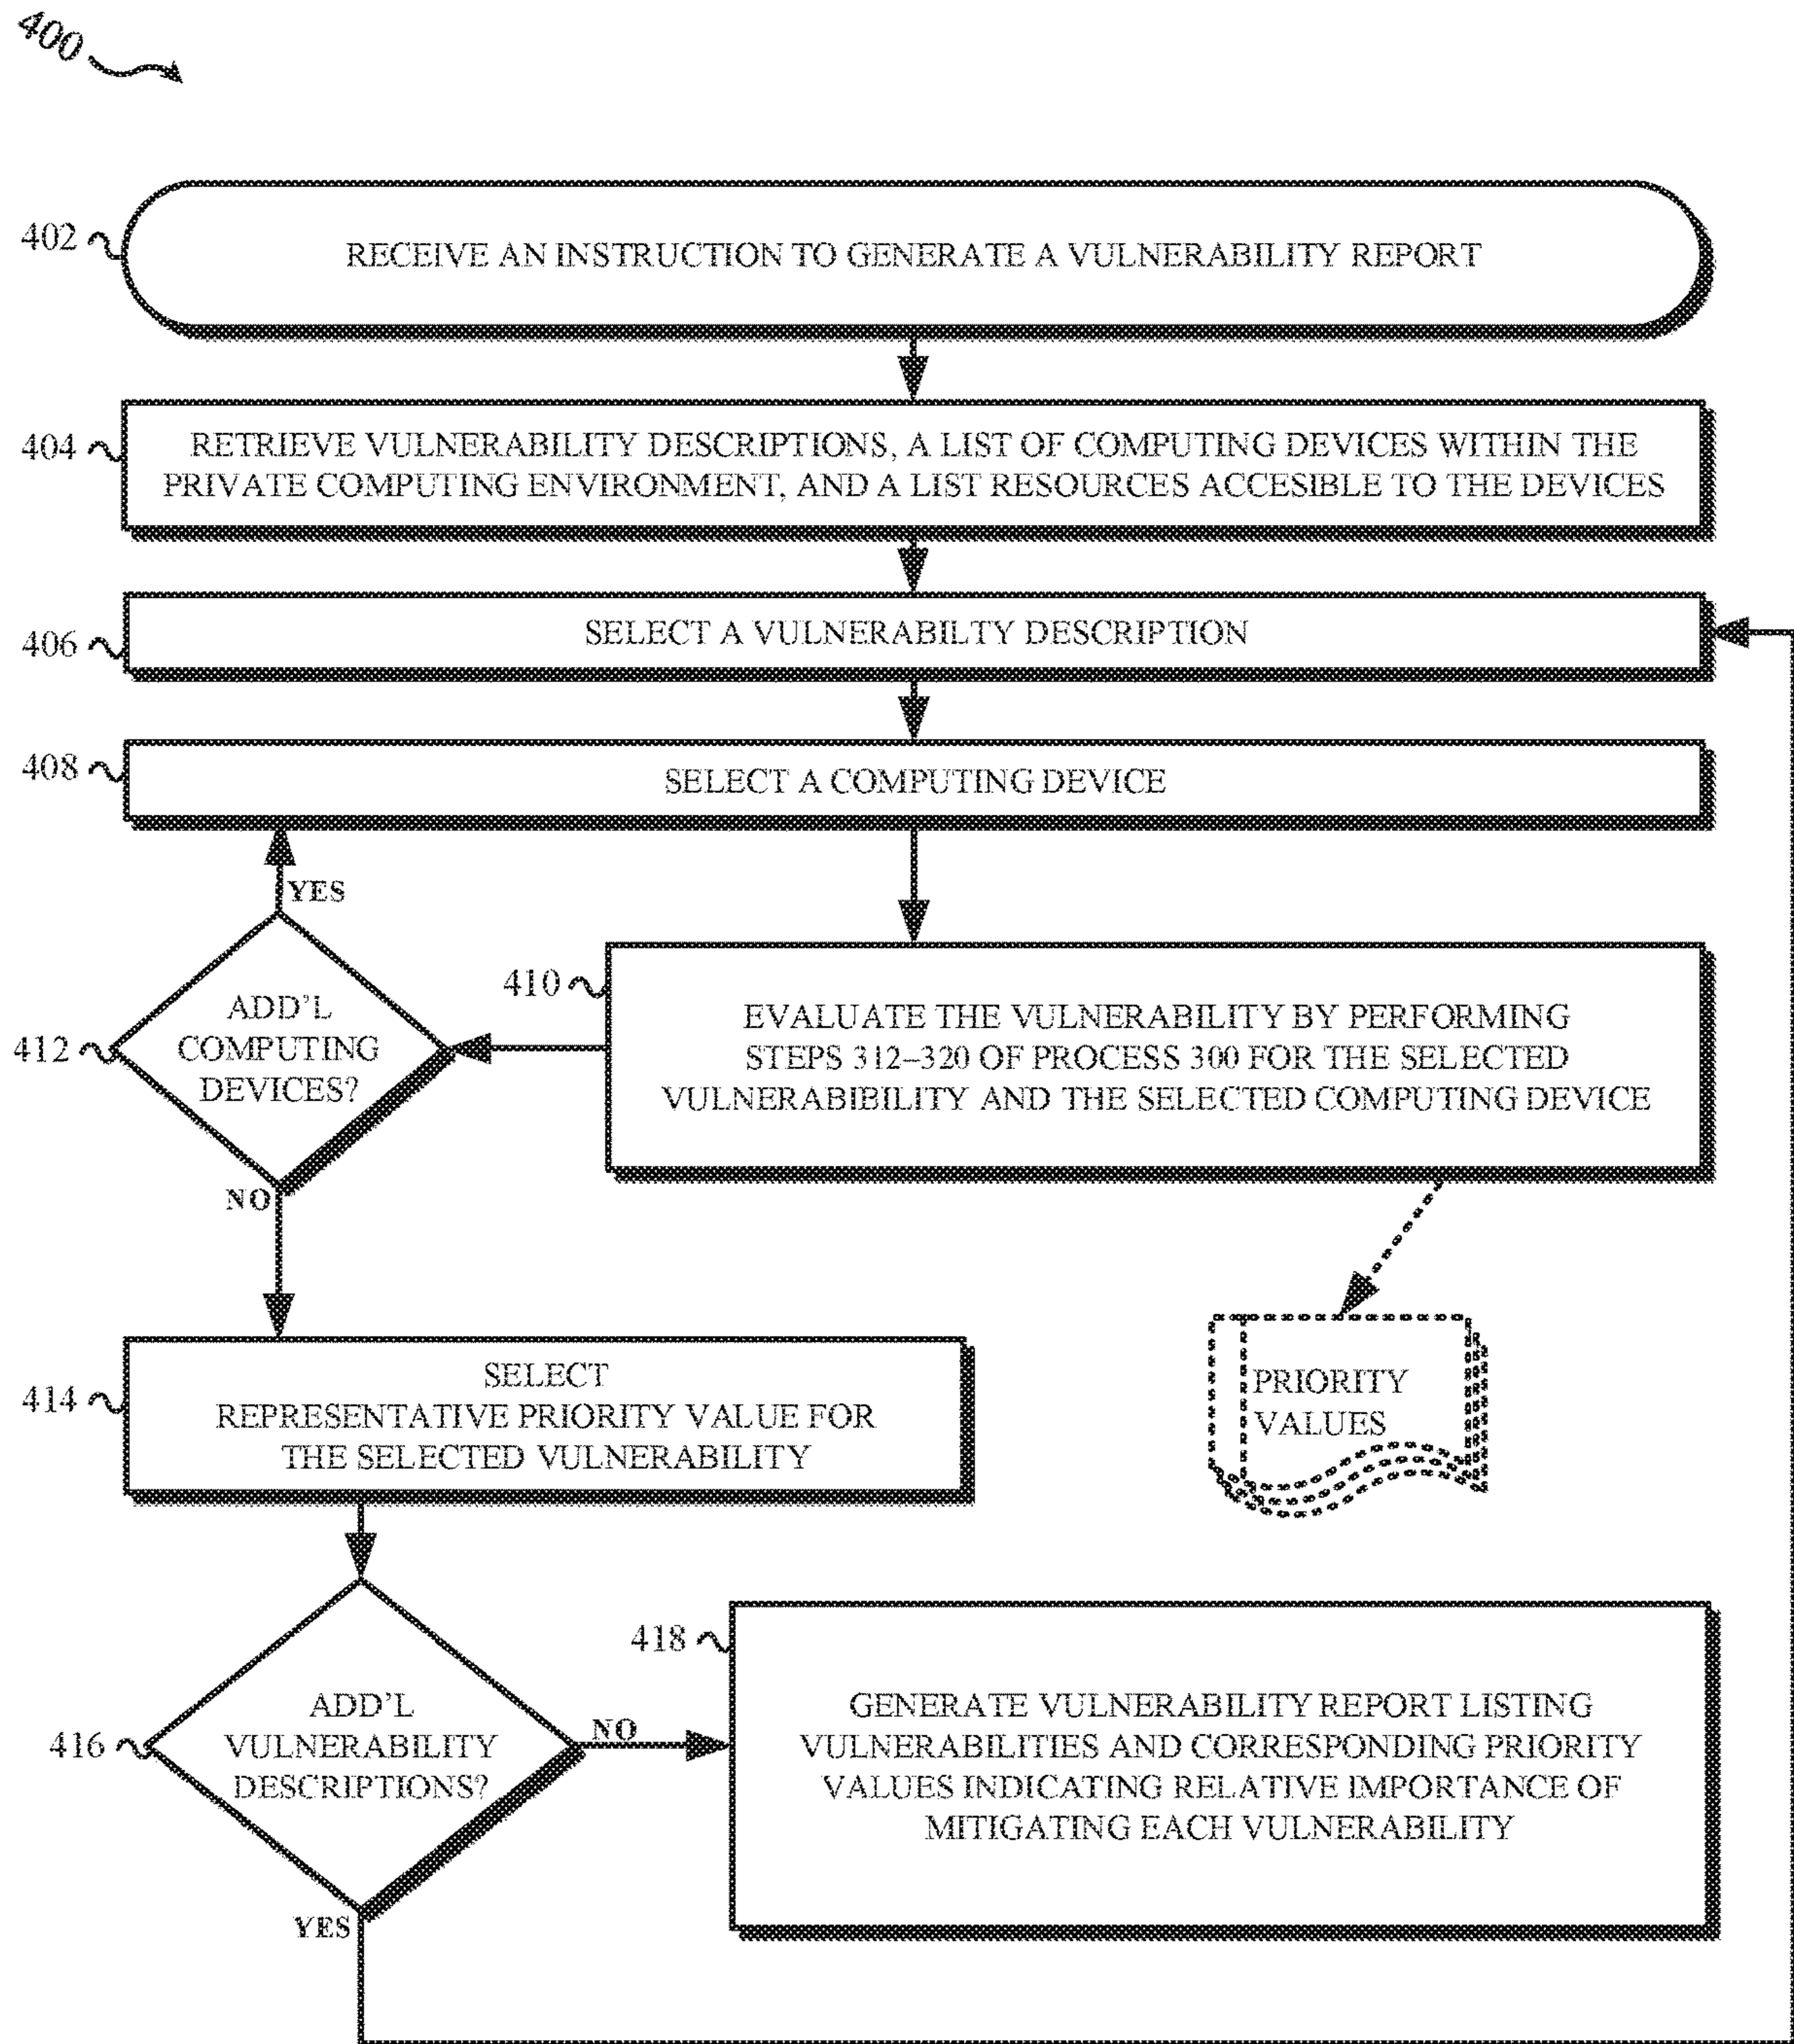 400
402
RECEIVE AN INSTRUCTION TO GENERATE A VULNERABILITY REPORT
404
RETRIEVE VULNERABILITY DESCRIPTIONS, A LIST OF COMPUTING DEVICES WITHIN THE
PRIVATE COMPUTING ENVIRONMENT, AND A LIST RESOURCES ACCESIBLE TO THE DEVICES
406
SELECT A VULNERABILTY DESCRIPTION
408
SELECT A COMPUTING DEVICE
YES
410
EVALUATE THE VULNERABILITY BY PERFORMING
STEPS 312–320 OF PROCESS 300 FOR THE SELECTED
VULNERABIBILITY AND THE SELECTED COMPUTING DEVICE
412
ADD'L
COMPUTING
DEVICES?
NO
PRIORITY
VALUES
414
SELECT
REPRESENTATIVE PRIORITY VALUE FOR
THE SELECTED VULNERABILITY
416
ADD'L
VULNERABILITY
DESCRIPTIONS?
NO
418
GENERATE VULNERABILITY REPORT LISTING
VULNERABILITIES AND CORRESPONDING PRIORITY
VALUES INDICATING RELATIVE IMPORTANCE OF
MITIGATING EACH VULNERABILITY
YES